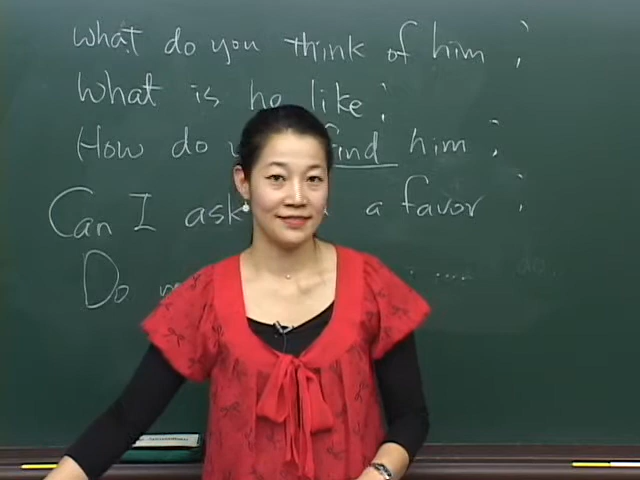 what do you think of him ;
What is he like ;
How do find him ;
Can I ask a favor ;
Do